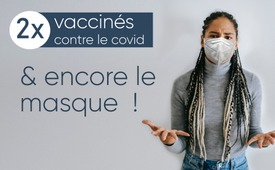 2x vaccinés
contre le covid
& encore le
masque !